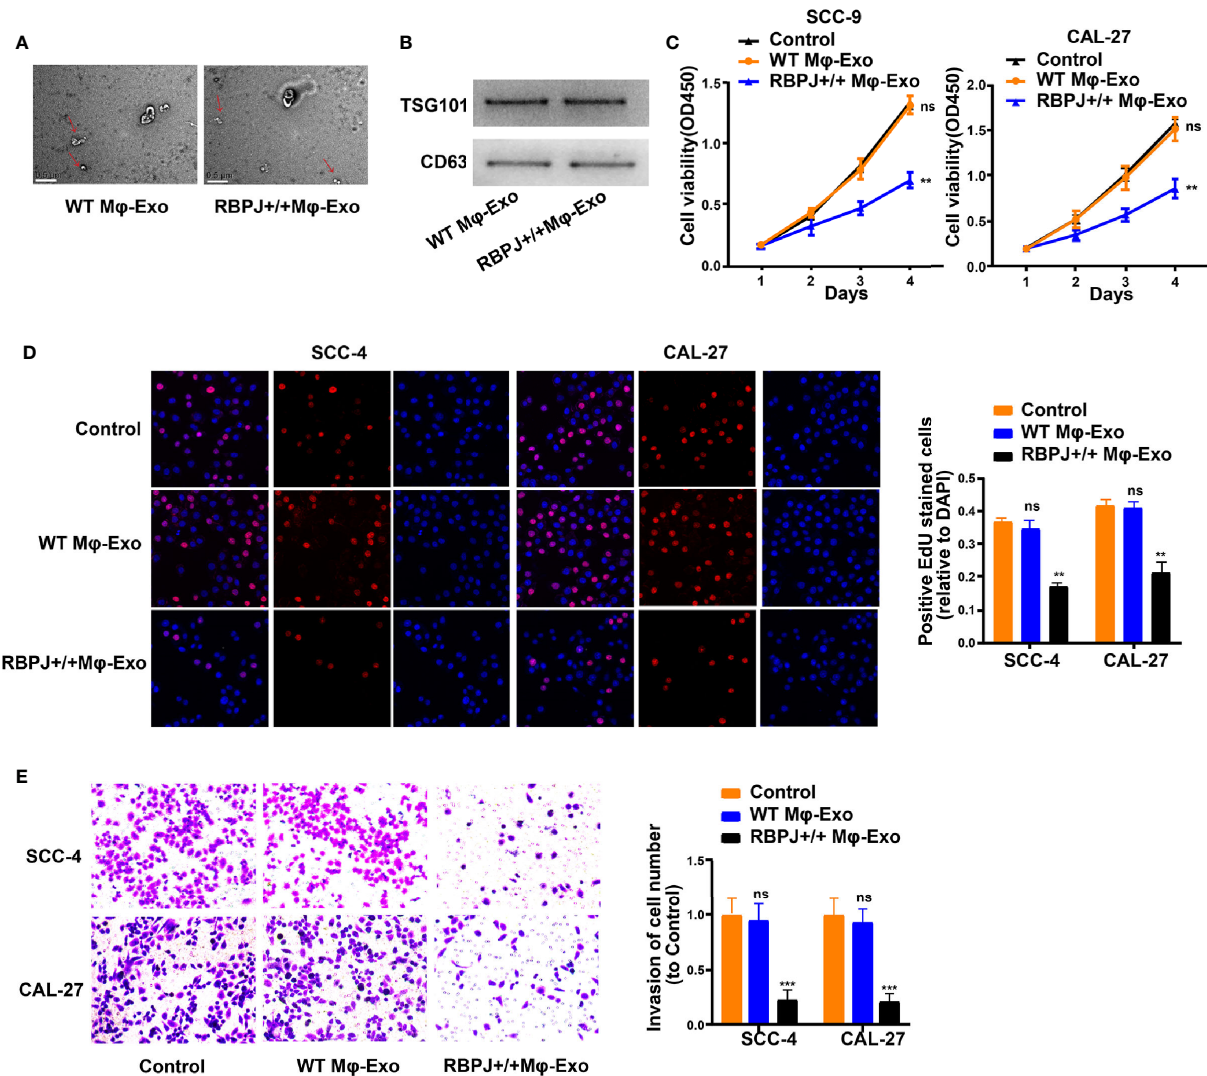 A
0.5 μm
0.5 μm
WT Mφ-Exo
RBPJ+/+Mφ-Exo
B
TSG101
CD63
WT Mφ-Exo
RBPJ+/+Mφ-Exo
C
SCC-9
Control
WT Mφ-Exo
RBPJ+/+ Mφ-Exo
Cell viability(OD450)
1.5
1.0
0.5
0.0
ns
**
1 2 3 4
Days
CAL-27
Control
WT Mφ-Exo
RBPJ+/+ Mφ-Exo
Cell viability(OD450)
2.0
1.5
1.0
0.5
0.0
ns
**
1 2 3 4
Days
D
SCC-4
CAL-27
Control
WT Mφ-Exo
RBPJ+/+Mφ-Exo
Control
WT Mφ-Exo
RBPJ+/+ Mφ-Exo
Positive EdU stained cells
(relative to DAPI)
0.5
0.4
0.3
0.2
0.1
0.0
ns
**
ns
**
SCC-4 CAL-27
E
SCC-4
CAL-27
Control
WT Mφ-Exo
RBPJ+/+Mφ-Exo
Control
WT Mφ-Exo
RBPJ+/+ Mφ-Exo
Invasion of cell number
(to Control)
1.5
1.0
0.5
0.0
ns
***
ns
***
SCC-4 CAL-27